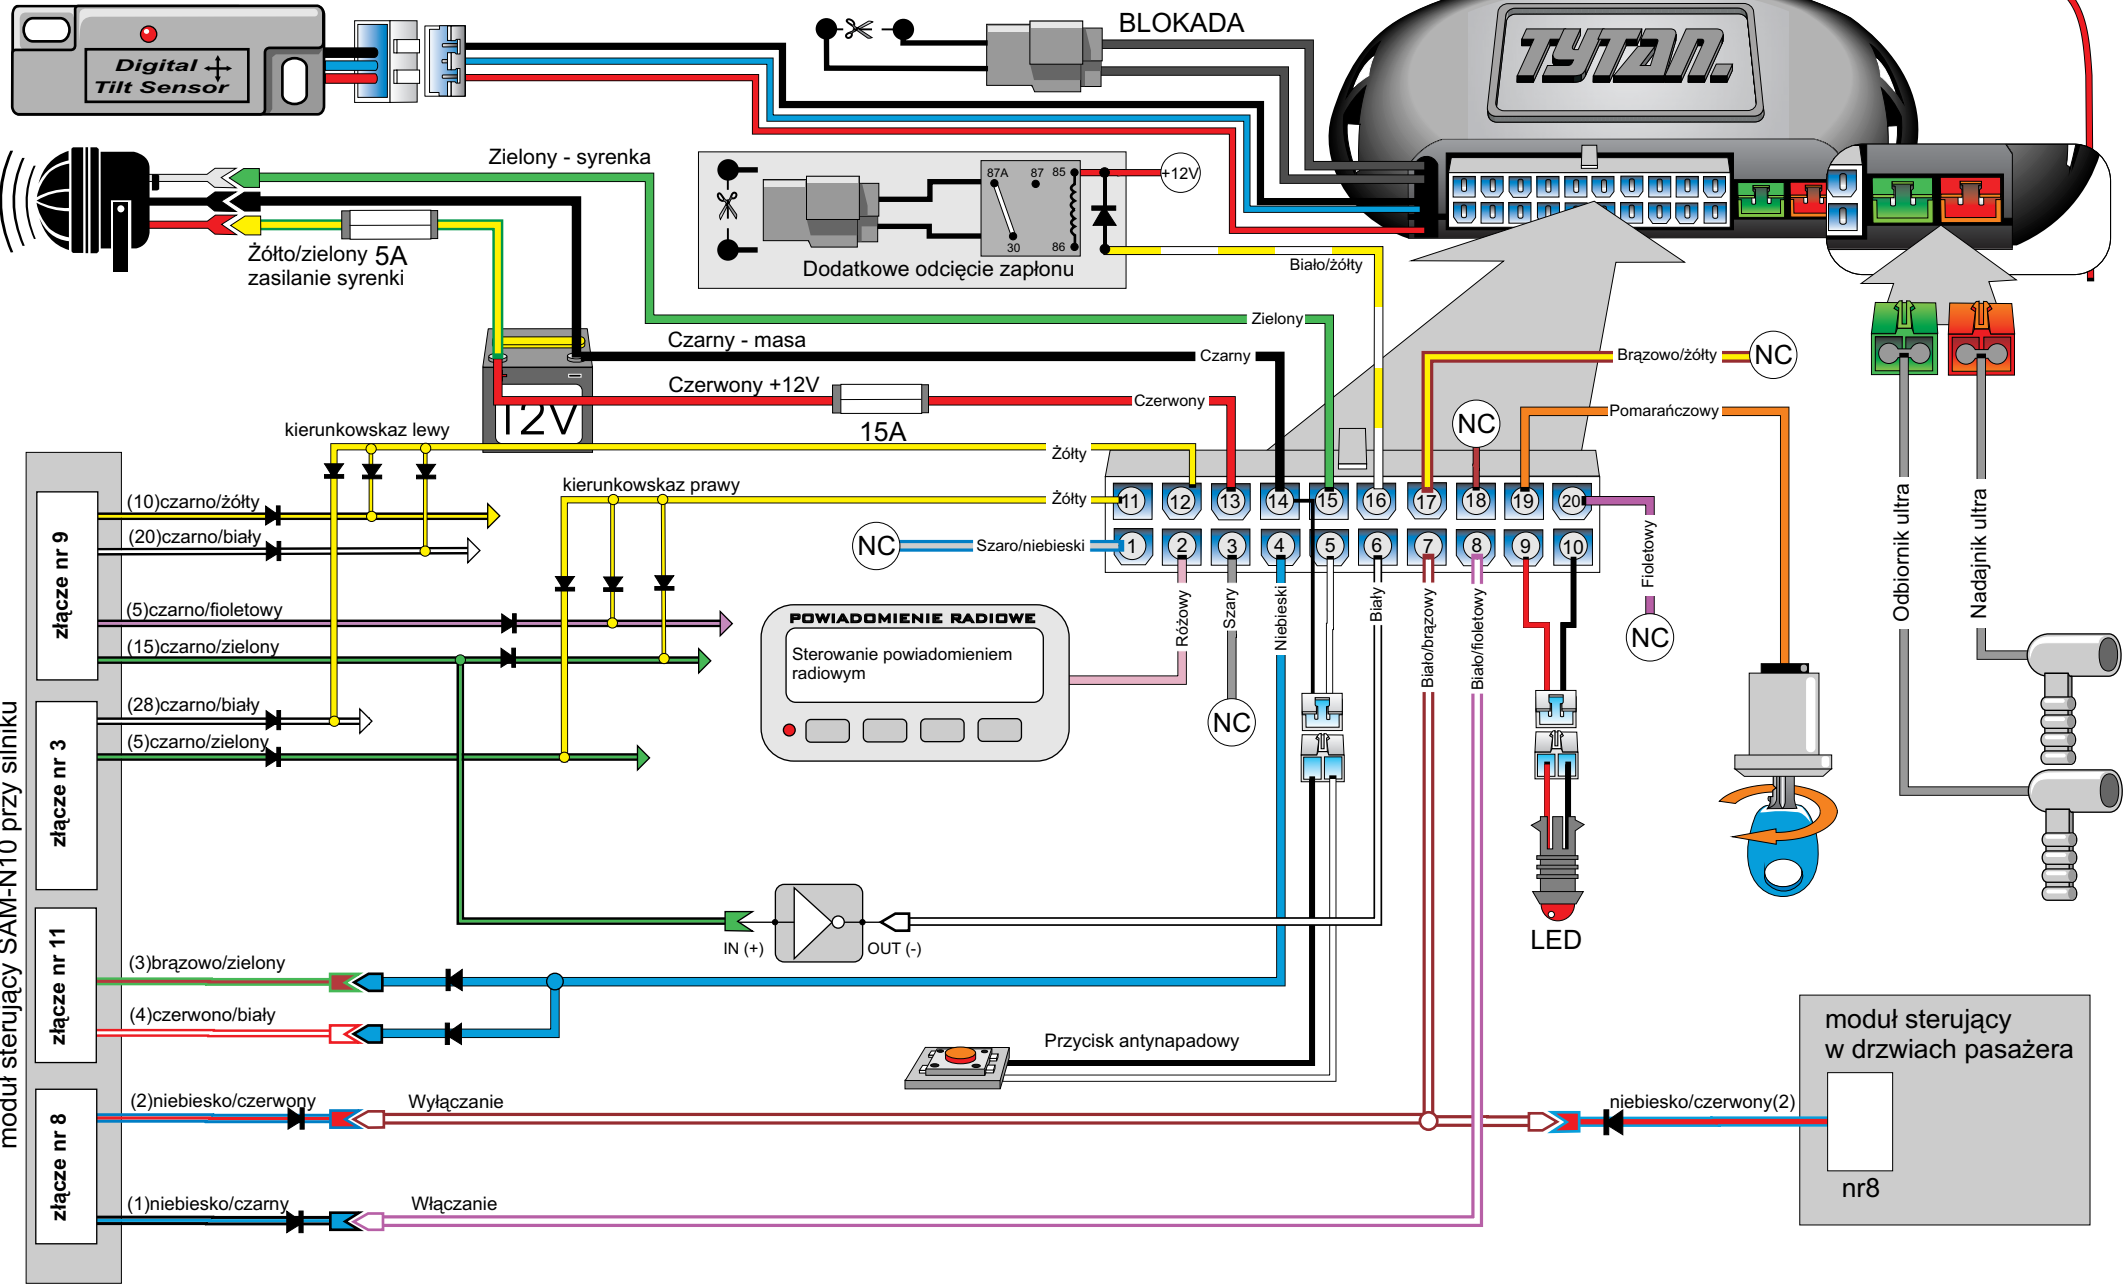 Digital
Tilt Sensor
BLOKADA
TYTAN.
Zielony - syrenka
Żółto/zielony 5A
zasilanie syrenki
87A
87
85
30
86
+12V
Dodatkowe odcięcie zapłonu
Biało/żółty
Zielony
Czarny - masa
Czarny
Czerwony +12V
Czerwony
15A
12V
Brązowo/żółty
NC
Pomarańczowy
NC
kierunkowskaz lewy
Żółty
kierunkowskaz prawy
Żółty
11
12
13
14
15
16
17
18
19
20
1
2
3
4
5
6
7
8
9
10
NC
Szaro/niebieski
Różowy
Szary
Niebieski
Biały
Biało/brązowy
Biało/fioletowy
Fioletowy
NC
NC
Odbiornik ultra
Nadajnik ultra
moduł sterujący SAM-N10 przy silniku
złącze nr 9
(10)czarno/żółty
(20)czarno/biały
(5)czarno/fioletowy
(15)czarno/zielony
złącze nr 3
(28)czarno/biały
(5)czarno/zielony
POWIADOMIENIE RADIOWE
Sterowanie powiadomieniem
radiowym
IN (+)
OUT (-)
LED
złącze nr 11
(3)brązowo/zielony
(4)czerwono/biały
Przycisk antynapadowy
złącze nr 8
(2)niebiesko/czerwony
Wyłączanie
(1)niebiesko/czarny
Włączanie
moduł sterujący
w drzwiach pasażera
niebiesko/czerwony(2)
nr8